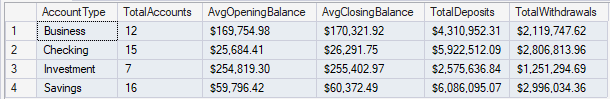 AccountType TotalAccounts AvgOpeningBalance AvgClosingBalance TotalDeposits TotalWithdrawals
1 Business 12 $169,754.98 $170,321.92 $4,310,952.31 $2,119,747.62
2 Checking 15 $25,684.41 $26,291.75 $5,922,512.09 $2,806,813.96
3 Investment 7 $254,819.30 $255,402.97 $2,575,636.84 $1,251,294.69
4 Savings 16 $59,796.42 $60,372.49 $6,086,095.07 $2,996,034.36